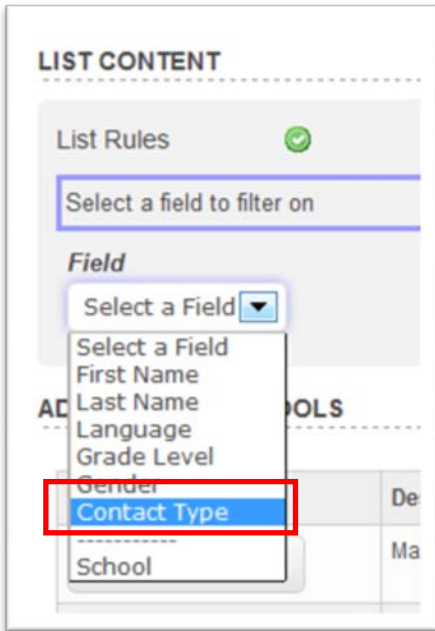 LIST CONTENT
List Rules
Select a field to filter on
Field
Select a Field
Select a Field
First Name
Last Name
Language
Grade Level
Gender
Contact Type
-----------
School
AD
OOLS
De
Ma